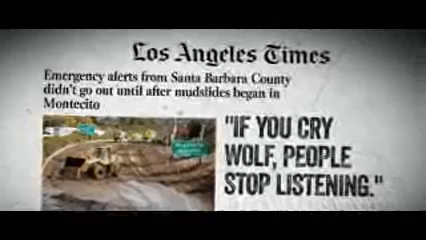 Los Angeles Times
Emergency alerts from Santa Barbara County
didn't go out until after mudslides began in
Montecito
"IF YOU CRY
WOLF, PEOPLE
STOP LISTENING."